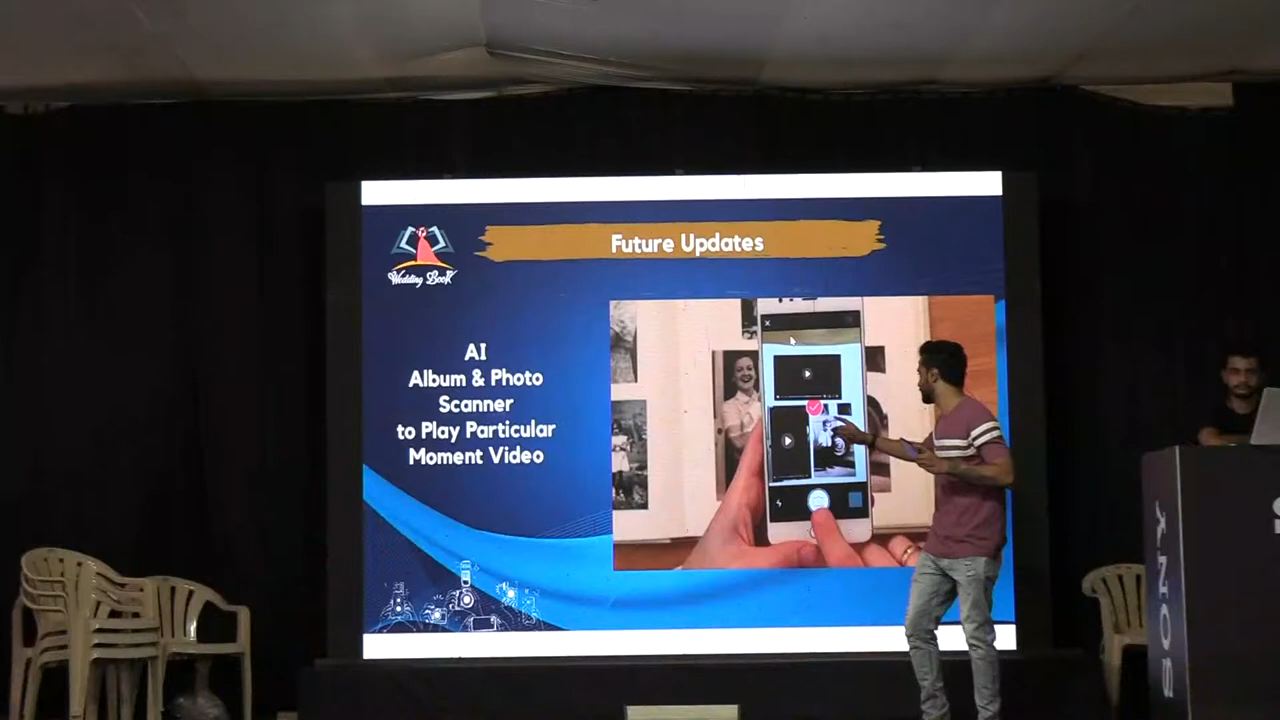 Future Updates
Wedding Book
AI
Album & Photo
Scanner
to Play Particular
Moment Video
SONY